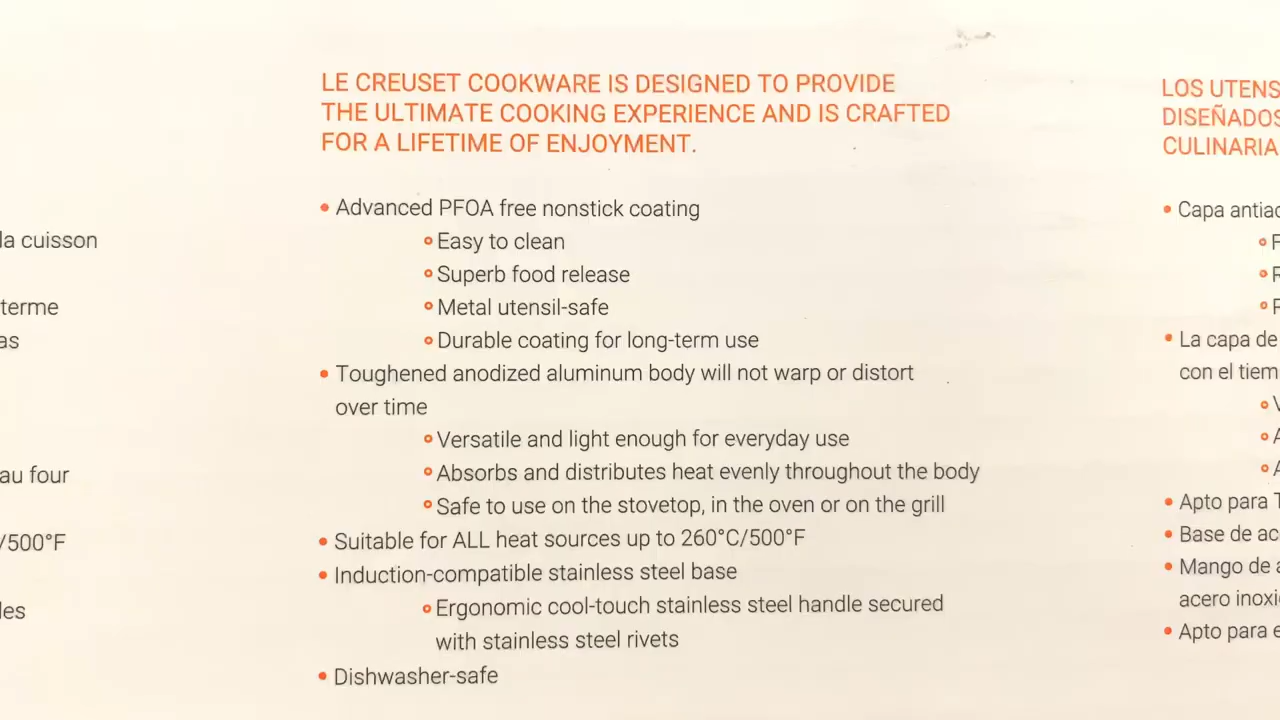 la cuisson
terme
as
au four
/500°F
les
LE CREUSET COOKWARE IS DESIGNED TO PROVIDE
THE ULTIMATE COOKING EXPERIENCE AND IS CRAFTED
FOR A LIFETIME OF ENJOYMENT.
• Advanced PFOA free nonstick coating
Easy to clean
Superb food release
Metal utensil-safe
Durable coating for long-term use
• Toughened anodized aluminum body will not warp or distort
over time
Versatile and light enough for everyday use
Absorbs and distributes heat evenly throughout the body
Safe to use on the stovetop, in the oven or on the grill
• Suitable for ALL heat sources up to 260°C/500°F
• Induction-compatible stainless steel base
Ergonomic cool-touch stainless steel handle secured
with stainless steel rivets
• Dishwasher-safe
LOS UTENS
DISEÑADOS
CULINARIA
• Capa antiad
• La capa de
con el tiem
• Apto para T
• Base de ac
• Mango de a
acero inoxi
• Apto para e